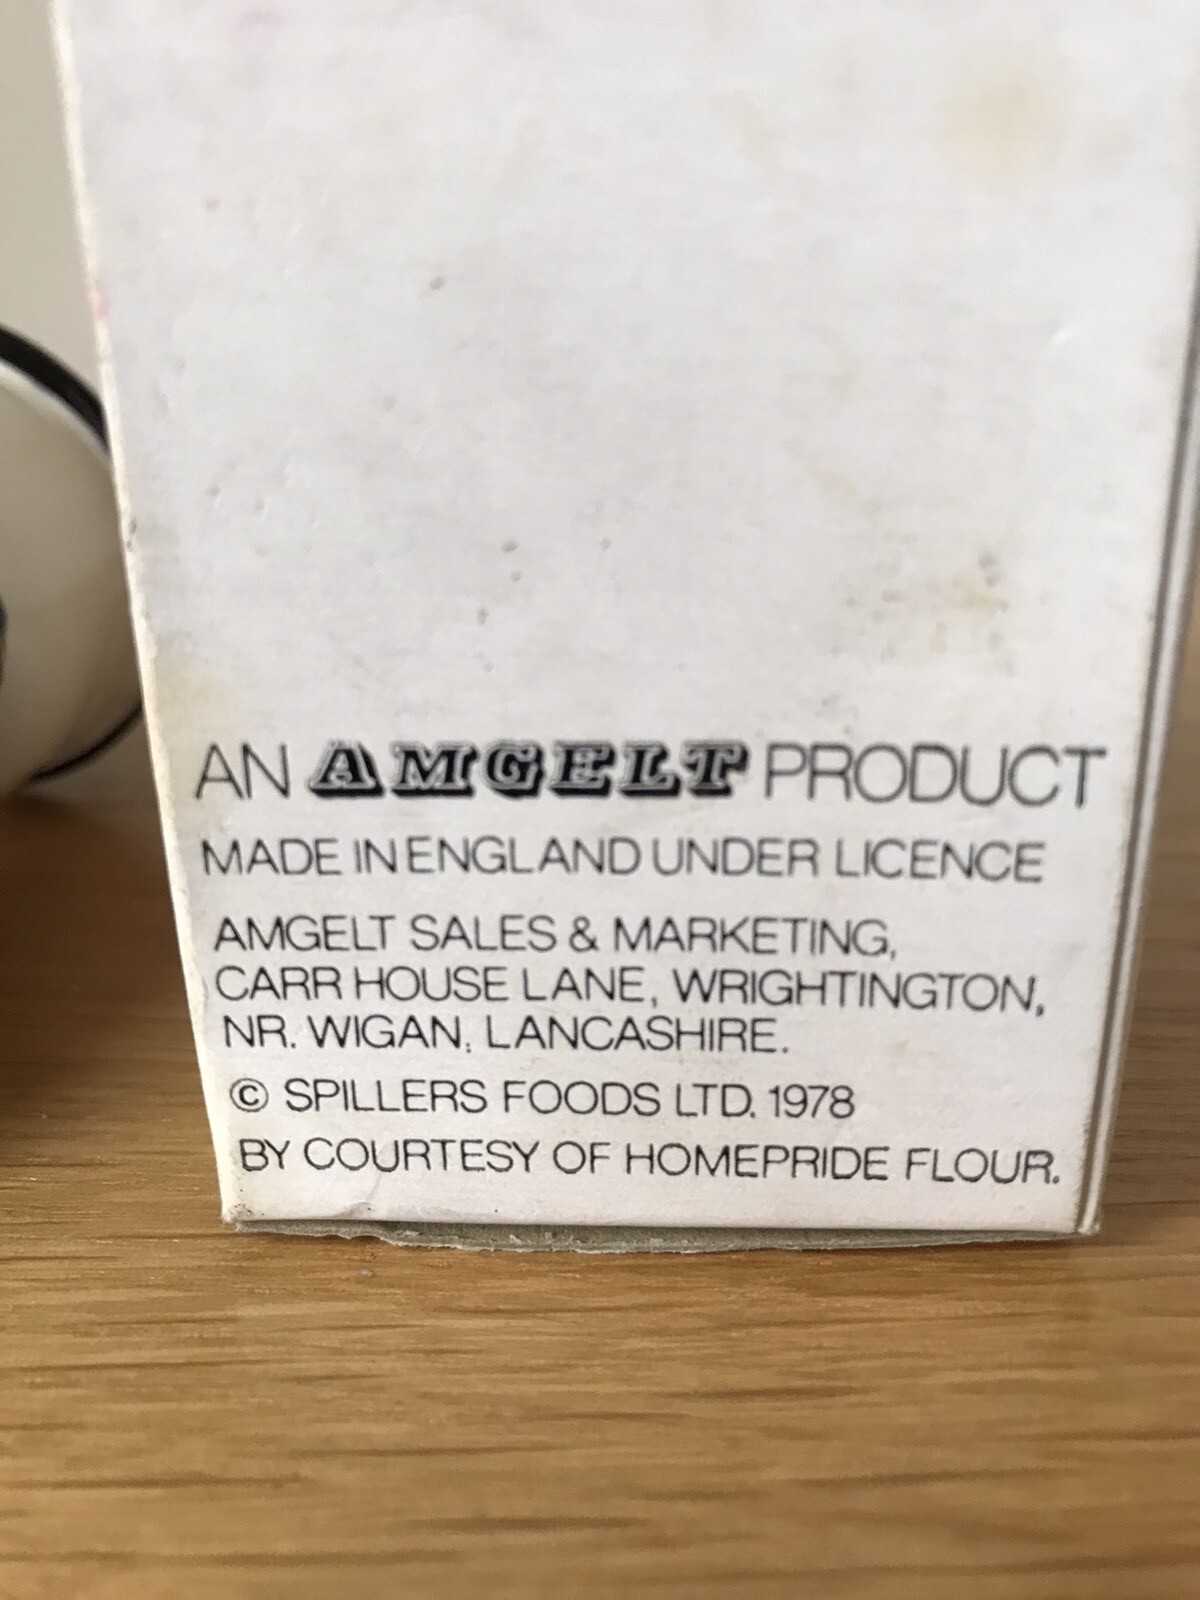 AN AMGELT PRODUCT
MADE IN ENGLAND UNDER LICENCE
AMGELT SALES & MARKETING,
CARR HOUSE LANE, WRIGHTINGTON,
NR. WIGAN, LANCASHIRE.
© SPILLERS FOODS LTD. 1978
BY COURTESY OF HOMEPRIDE FLOUR.